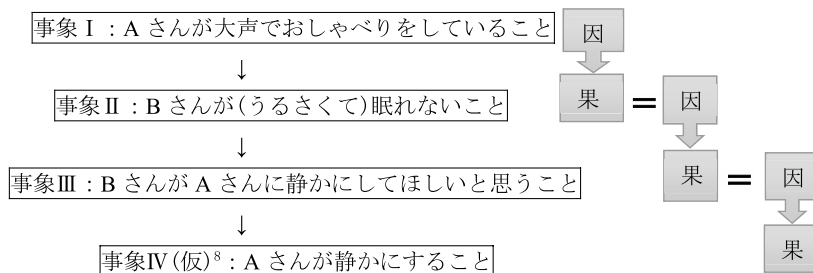 事象Ⅰ:Aさんが大声でおしゃべりをしていること 因
↓
事象Ⅱ:Bさんが(うるさくて)眠れないこと 果 = 因
↓
事象Ⅲ:BさんがAさんに静かにしてほしいと思うこと 果 = 因
↓
事象Ⅳ(仮)8:Aさんが静かにすること 果